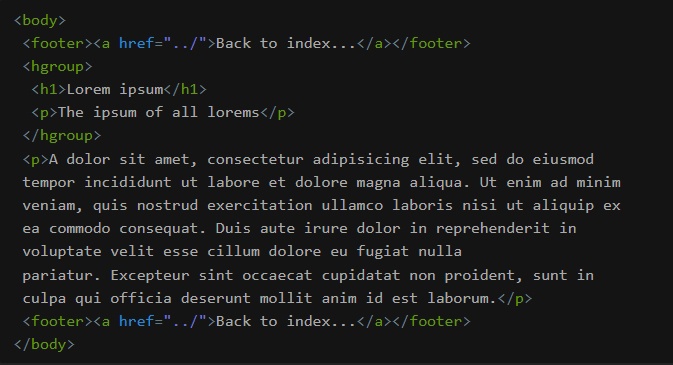 <body>
<footer><a href="../">Back to index...</a></footer>
<hgroup>
<h1>Lorem ipsum</h1>
<p>The ipsum of all lorems</p>
</hgroup>
<p>A dolor sit amet, consectetur adipisicing elit, sed do eiusmod
tempor incididunt ut labore et dolore magna aliqua. Ut enim ad minim
veniam, quis nostrud exercitation ullamco laboris nisi ut aliquip ex
ea commodo consequat. Duis aute irure dolor in reprehenderit in
voluptate velit esse cillum dolore eu fugiat nulla
pariatur. Excepteur sint occaecat cupidatat non proident, sunt in
culpa qui officia deserunt mollit anim id est laborum.</p>
<footer><a href="../">Back to index...</a></footer>
</body>